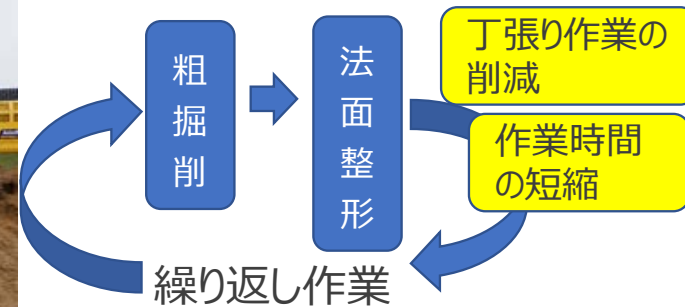 粗掘削
法面整形
丁張り作業の
削減
作業時間
の短縮
繰り返し作業